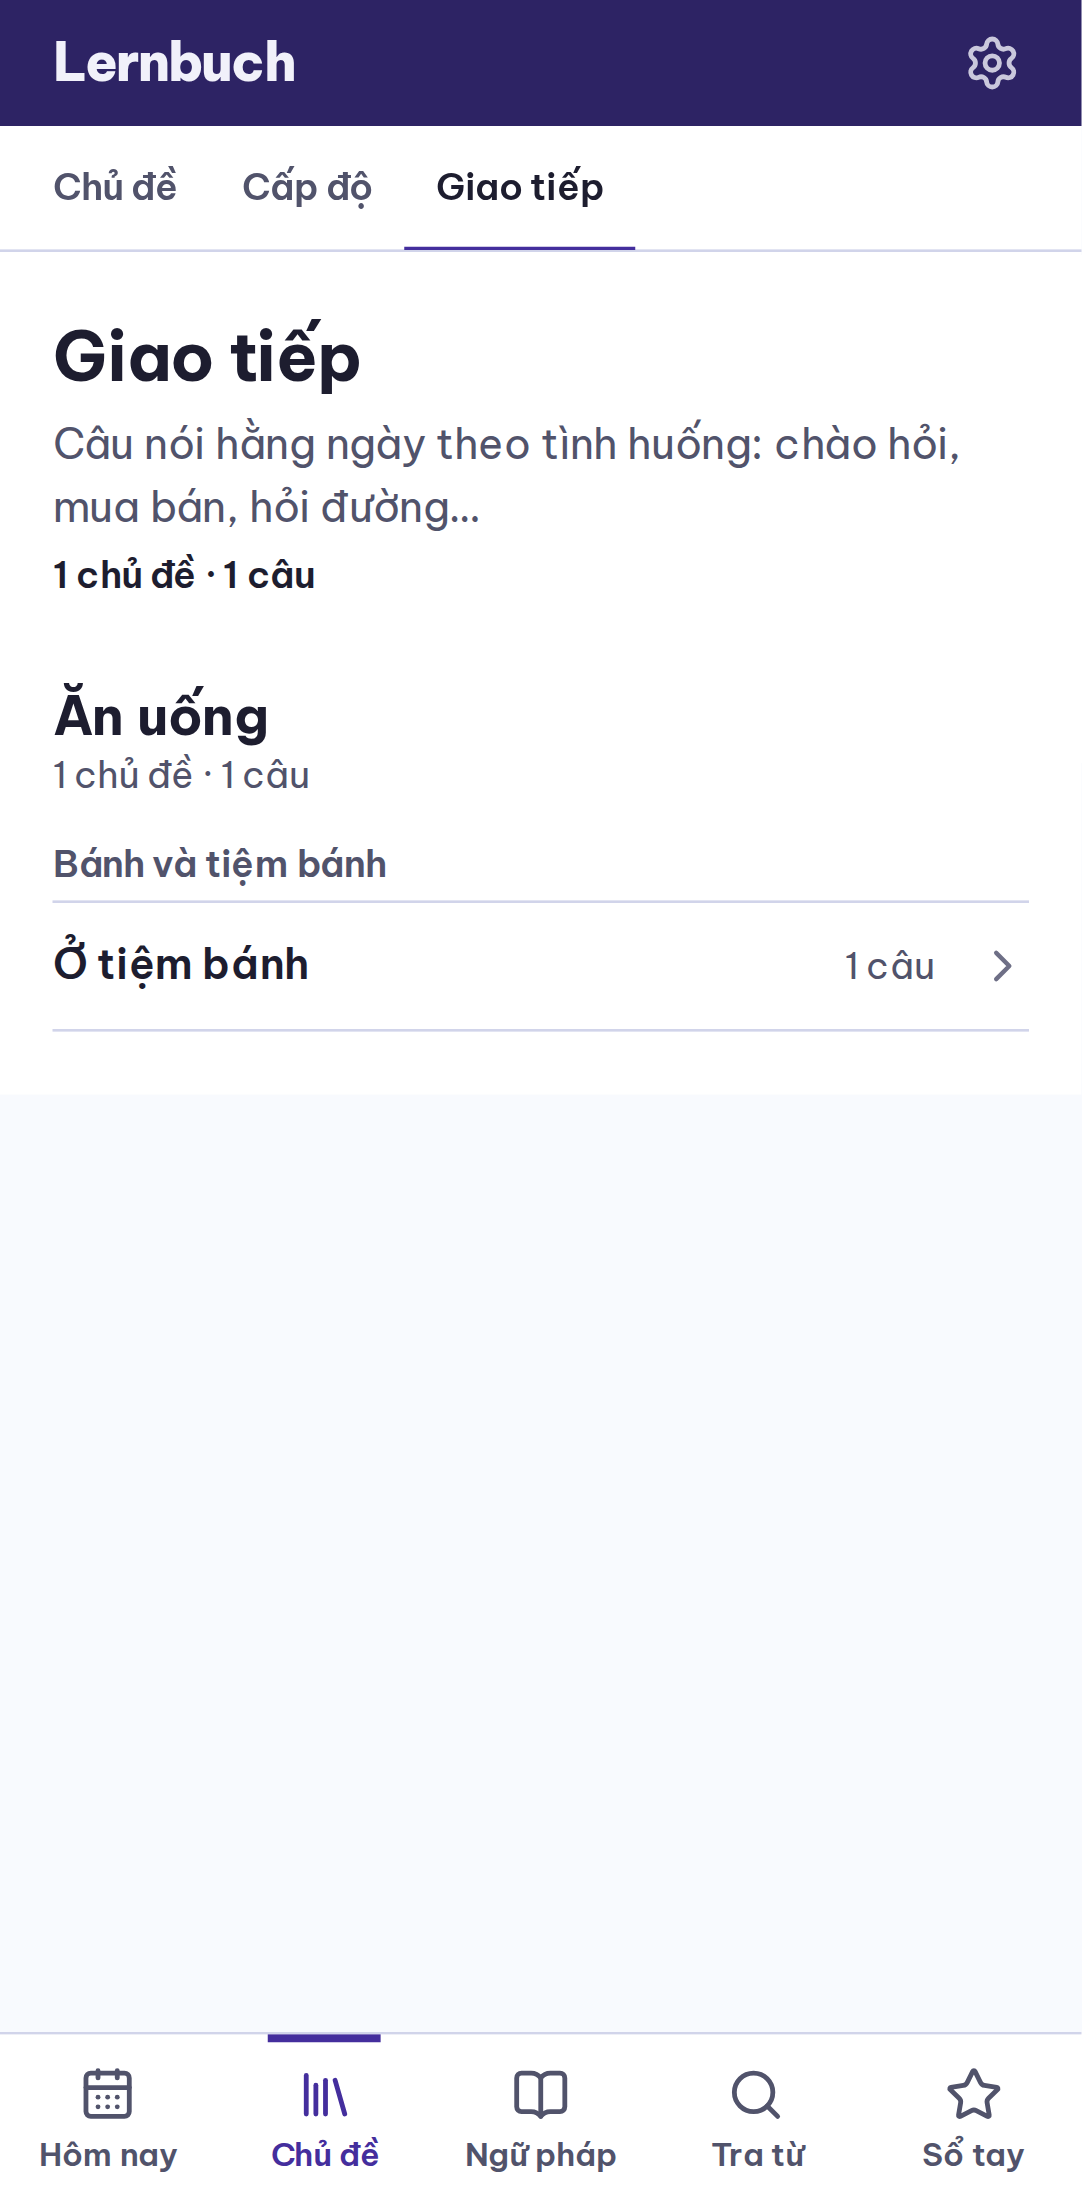 Lernbuch
Chủ đề Cấp độ Giao tiếp
Giao tiếp
Câu nói hằng ngày theo tình huống: chào hỏi,
mua bán, hỏi đường...
1 chủ đề · 1 câu
Ăn uống
1 chủ đề · 1 câu
Bánh và tiệm bánh
Ở tiệm bánh 1 câu
Hôm nay Chủ đề Ngữ pháp Tra từ Sổ tay